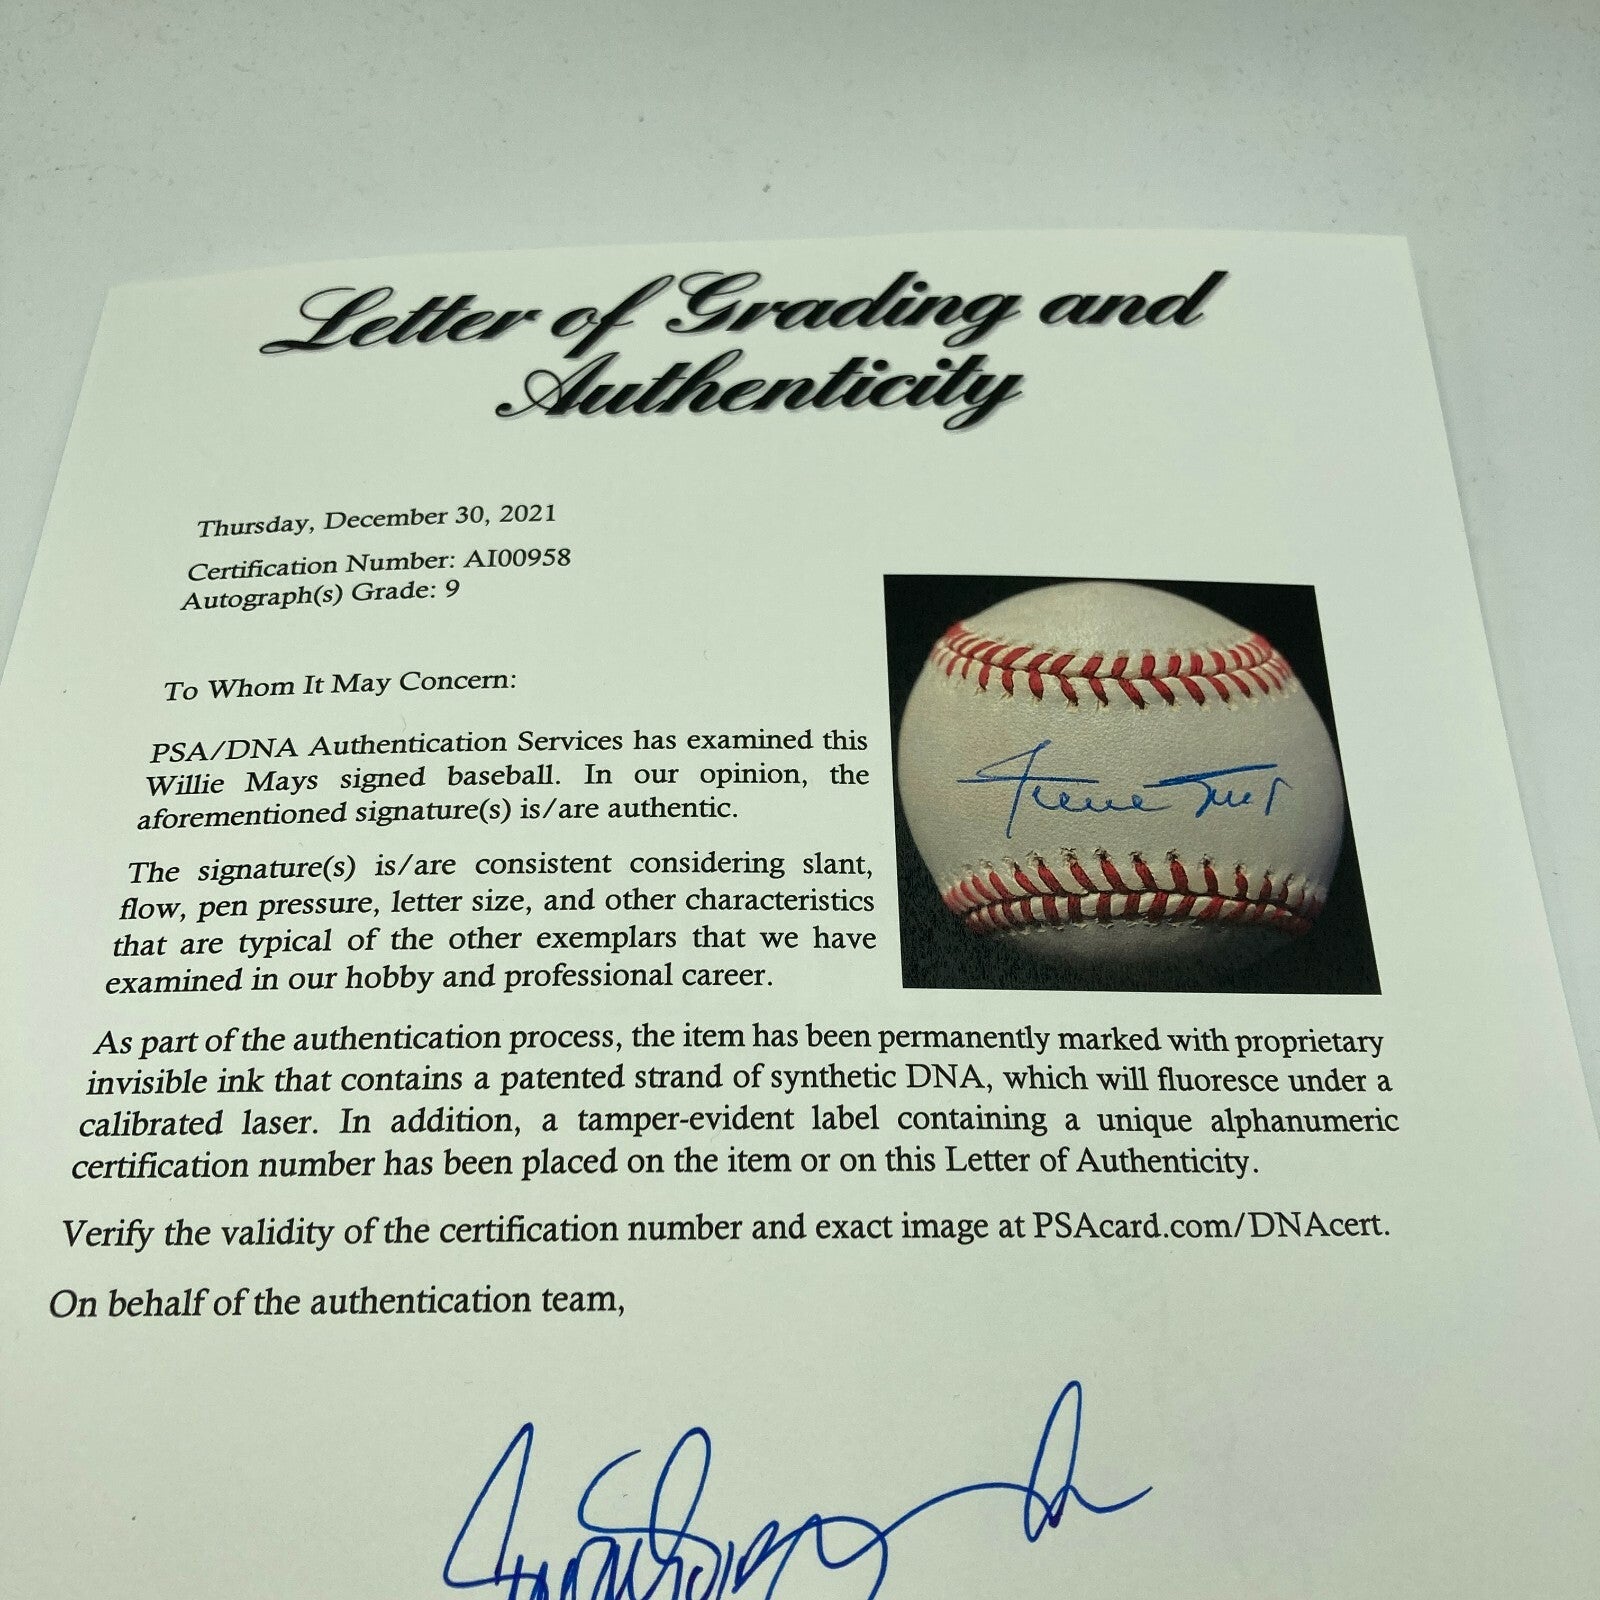 Letter of Grading and
Authenticity
Thursday, December 30, 2021
Certification Number: AI00958
Autograph(s) Grade: 9
To Whom It May Concern:
PSA/DNA Authentication Services has examined this
Willie Mays signed baseball. In our opinion, the
aforementioned signature(s) is/are authentic.
The signature(s) is/are consistent considering slant,
flow, pen pressure, letter size, and other characteristics
that are typical of the other exemplars that we have
examined in our hobby and professional career.
Willie Mays
As part of the authentication process, the item has been permanently marked with proprietary
invisible ink that contains a patented strand of synthetic DNA, which will fluoresce under a
calibrated laser. In addition, a tamper-evident label containing a unique alphanumeric
certification number has been placed on the item or on this Letter of Authenticity.
Verify the validity of the certification number and exact image at PSAcard.com/DNAcert.
On behalf of the authentication team,